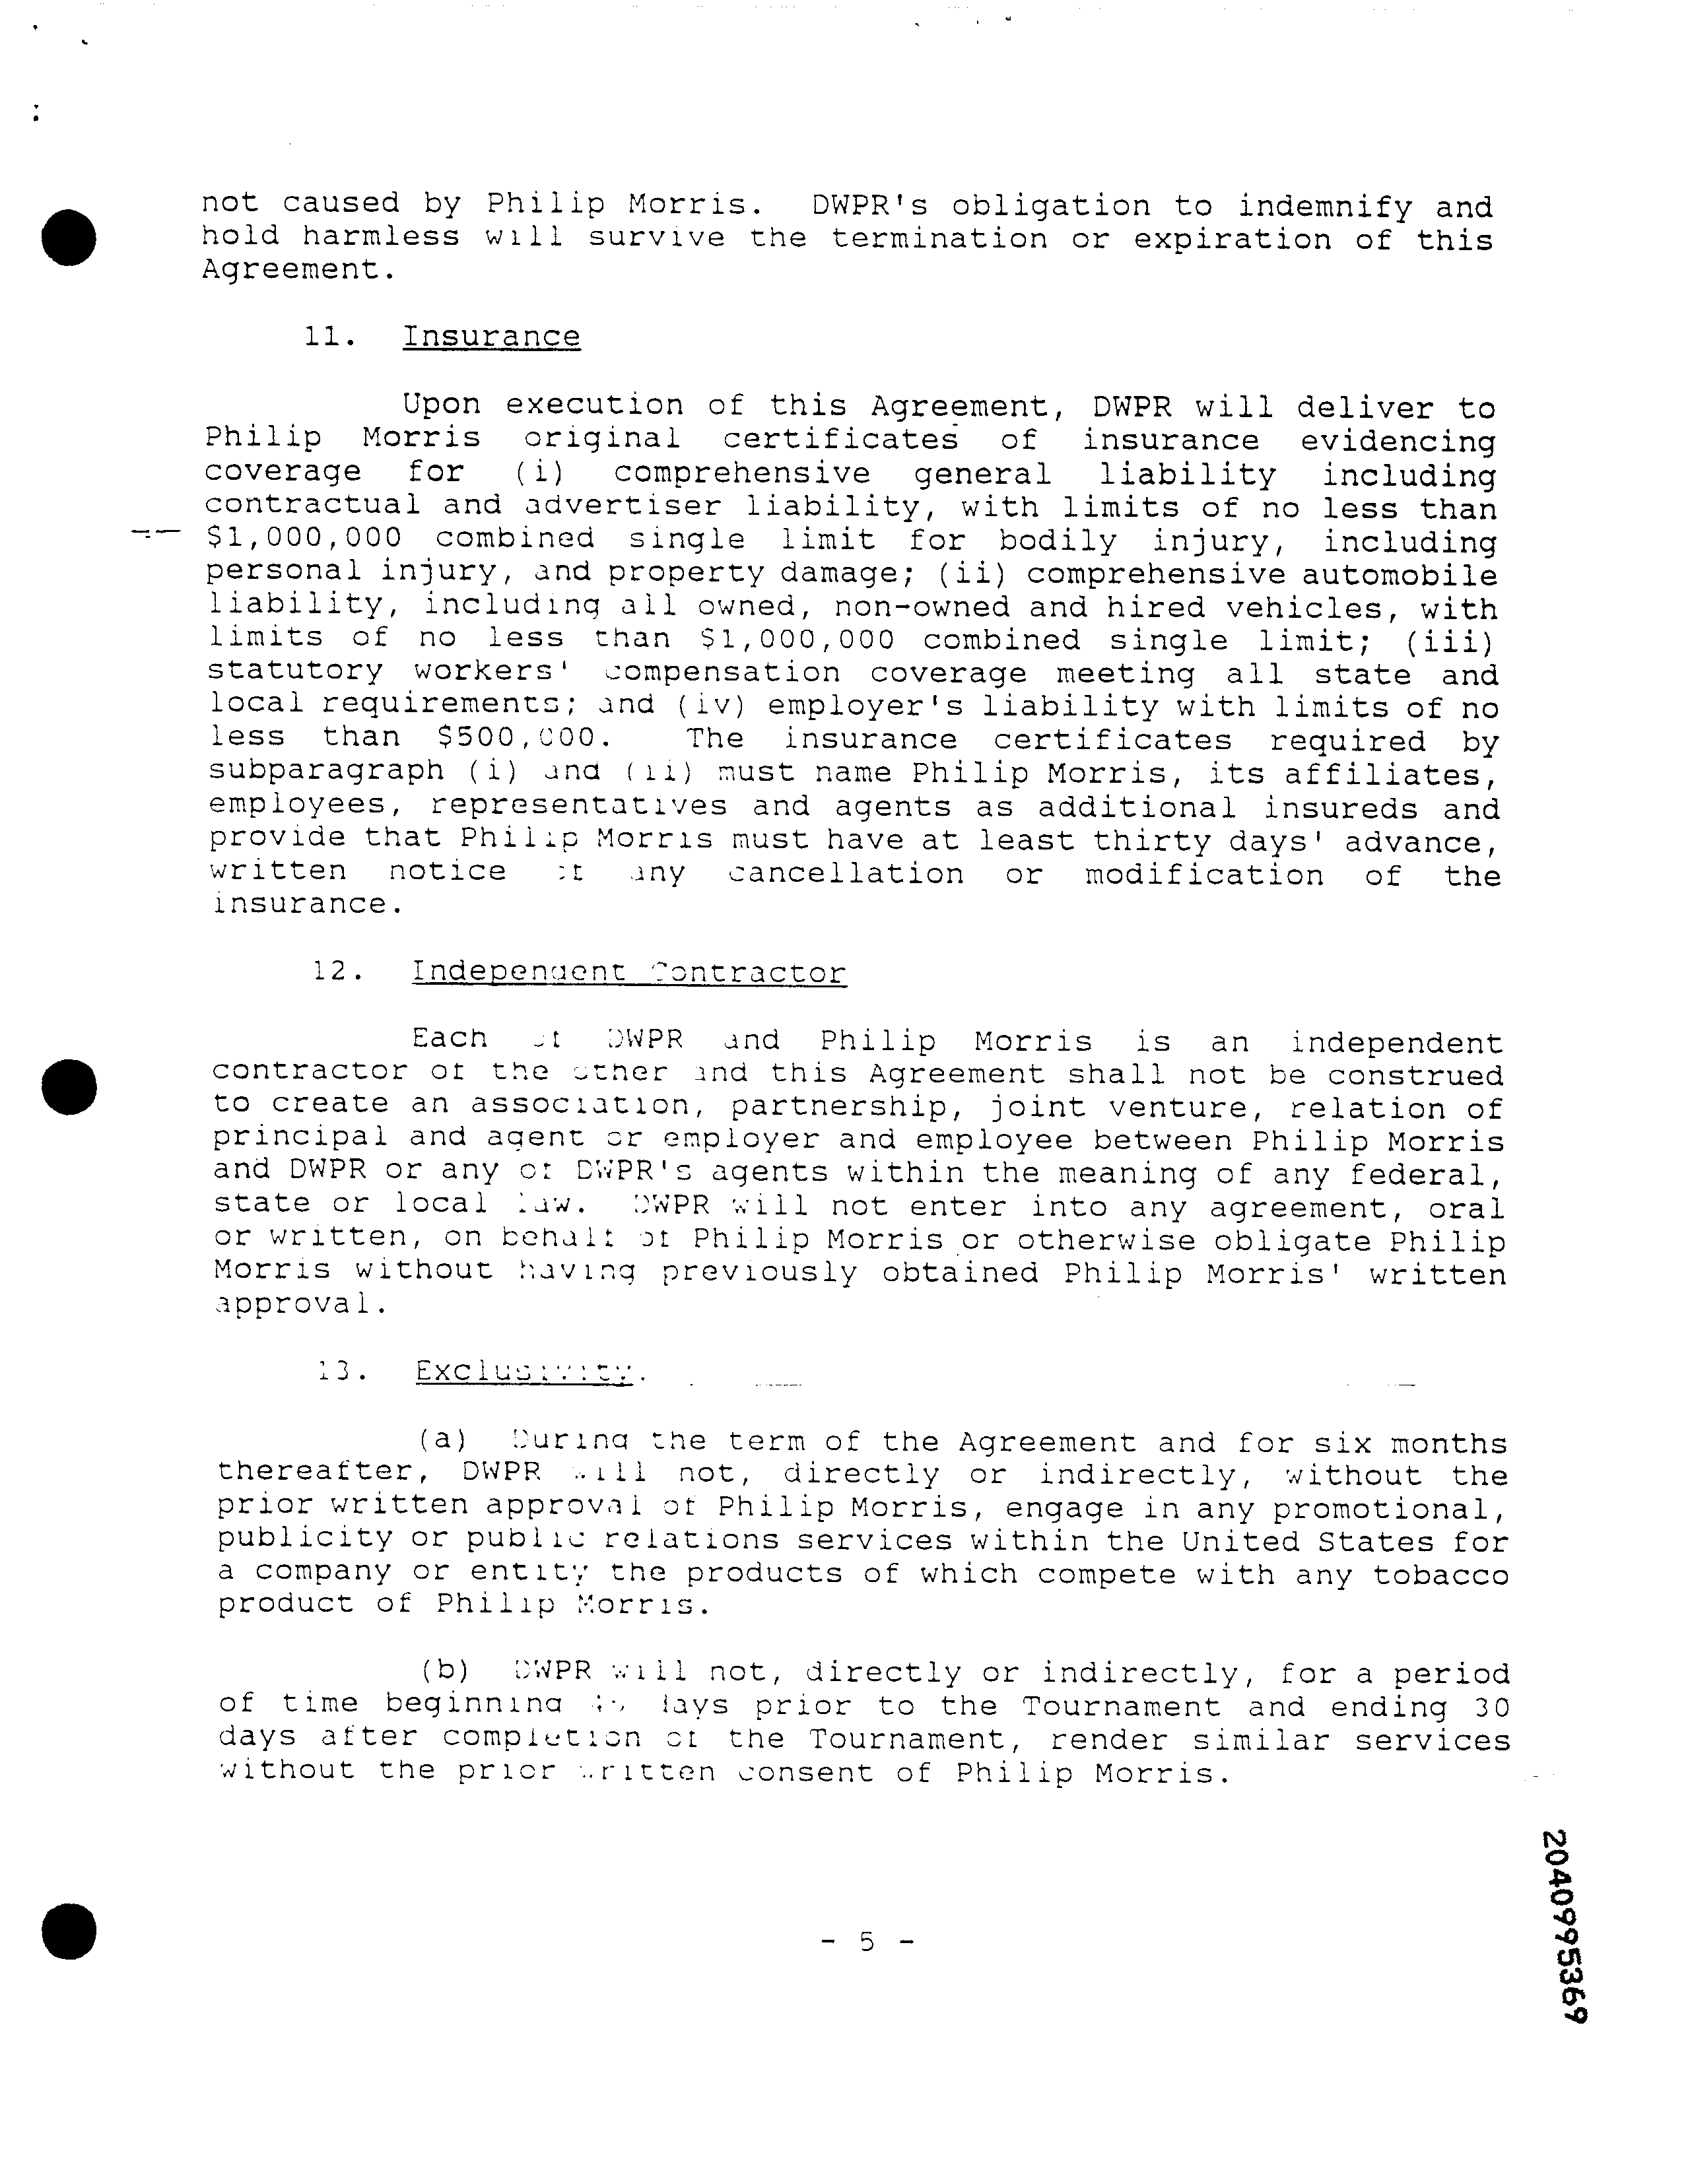 not caused by Philip Morris. DWPR's obligation to indemnify and
hold harmless will survive the termination or expiration of this
Agreement.
11. Insurance
Upon execution of this Agreement, DWPR will deliver to
Philip Morris original certificates of insurance evidencing
coverage for (i) comprehensive general liability including
contractual and advertiser liability, with limits of no less than
$1,000,000 combined single limit for bodily injury, including
personal injury, and property damage; (ii) comprehensive automobile
liability, including all owned, non-owned and hired vehicles, with
limits of no less than $1,000,000 combined single limit; (iii)
statutory workers' compensation coverage meeting all state and
local requirements; and (iv) employer's liability with limits of no
less than $500,000. The insurance certificates required by
subparagraph (i) and (ii) must name Philip Morris, its affiliates,
employees, representatives and agents as additional insureds and
provide that Philip Morris must have at least thirty days' advance,
written notice of any cancellation or modification of the
insurance.
12. Independent Contractor
Each of DWPR and Philip Morris is an independent
contractor of the other and this Agreement shall not be construed
to create an association, partnership, joint venture, relation of
principal and agent or employer and employee between Philip Morris
and DWPR or any of DWPR's agents within the meaning of any federal,
state or local law. DWPR will not enter into any agreement, oral
or written, on behalf of Philip Morris or otherwise obligate Philip
Morris without having previously obtained Philip Morris' written
approval.
13. Exclusivity.
(a) During the term of the Agreement and for six months
thereafter, DWPR will not, directly or indirectly, without the
prior written approval of Philip Morris, engage in any promotional,
publicity or public relations services within the United States for
a company or entity the products of which compete with any tobacco
product of Philip Morris.
(b) DWPR will not, directly or indirectly, for a period
of time beginning days prior to the Tournament and ending 30
days after completion of the Tournament, render similar services
without the prior written consent of Philip Morris.
- 5 -
2040995369